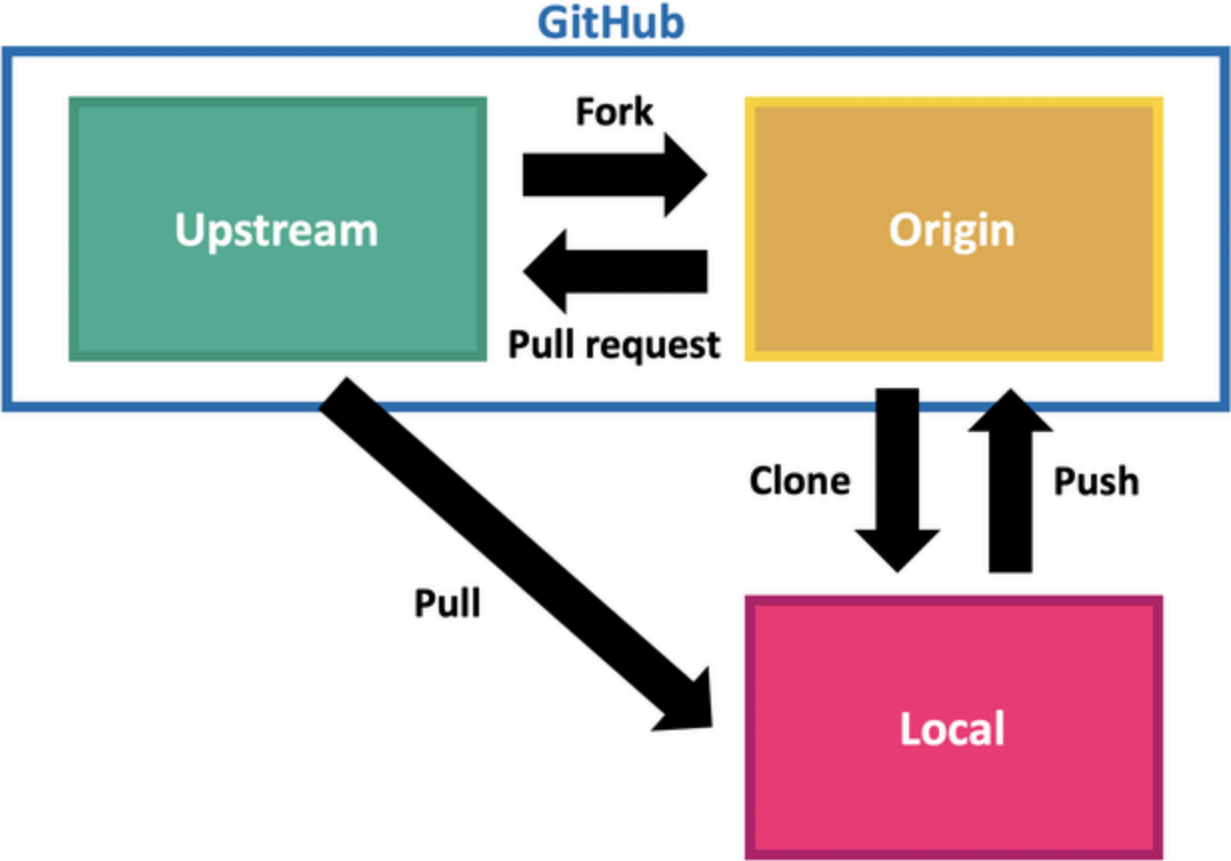 GitHub
Fork
Upstream
Origin
Pull request
Clone
Push
Pull
Local